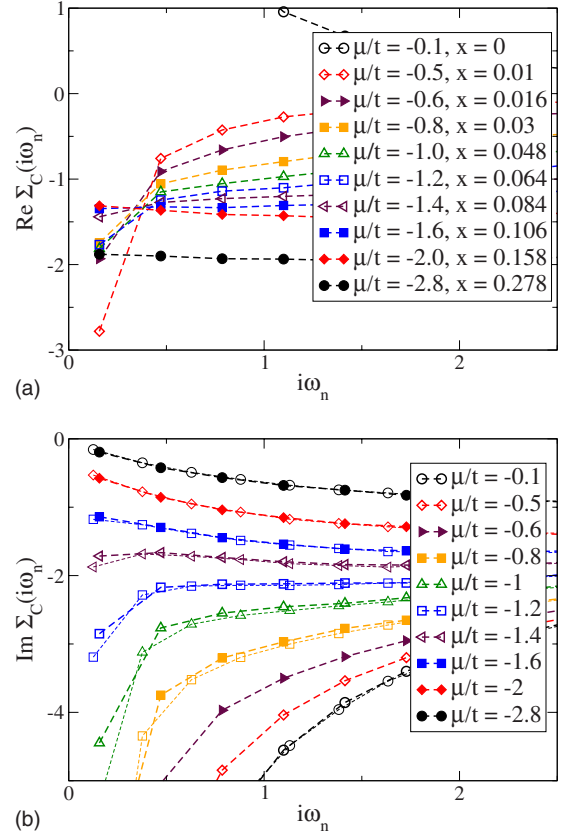 1
0
-1
-2
-3
Re Σ_C(iω_n)
μ/t = -0.1, x = 0
μ/t = -0.5, x = 0.01
μ/t = -0.6, x = 0.016
μ/t = -0.8, x = 0.03
μ/t = -1.0, x = 0.048
μ/t = -1.2, x = 0.064
μ/t = -1.4, x = 0.084
μ/t = -1.6, x = 0.106
μ/t = -2.0, x = 0.158
μ/t = -2.8, x = 0.278
0 1 2
iω_n
(a)
0
-2
-4
Im Σ_C(iω_n)
μ/t = -0.1
μ/t = -0.5
μ/t = -0.6
μ/t = -0.8
μ/t = -1
μ/t = -1.2
μ/t = -1.4
μ/t = -1.6
μ/t = -2
μ/t = -2.8
0 1 2
iω_n
(b)